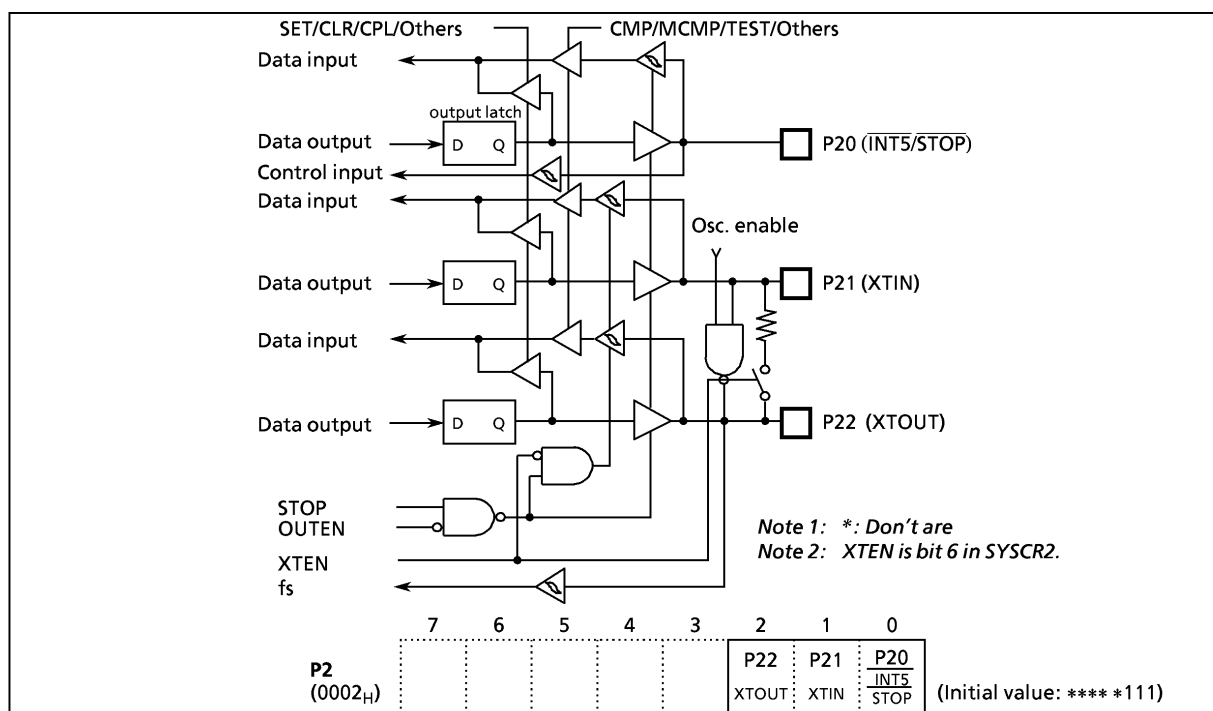 SET/CLR/CPL/Others CMP/MCMP/TEST/Others
Data input
output latch
Data output D Q P20 (INT5/STOP)
Control input
Data input
Osc. enable
Data output D Q P21 (XTIN)
Data input
Data output D Q P22 (XTOUT)
STOP
OUTEN
XTEN
fs
Note 1: *: Don't are
Note 2: XTEN is bit 6 in SYSCR2.
7 6 5 4 3 2 1 0
P2
(0002H)
P22 P21 P20
XTOUT XTIN INT5
STOP
(Initial value: **** *111)